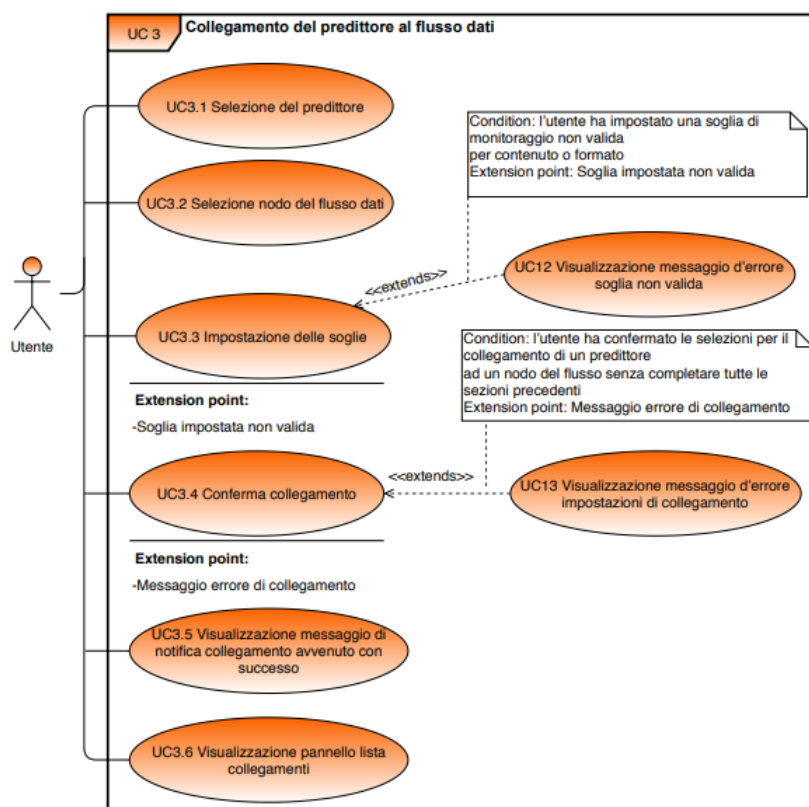 UC 3
Collegamento del predittore al flusso dati
UC3.1 Selezione del predittore
Condition: l'utente ha impostato una soglia di
monitoraggio non valida
per contenuto o formato
Extension point: Soglia impostata non valida
UC3.2 Selezione nodo del flusso dati
<<extends>>
UC12 Visualizzazione messaggio d'errore
soglia non valida
Utente
UC3.3 Impostazione delle soglie
Condition: l'utente ha confermato le selezioni per il
collegamento di un predittore
ad un nodo del flusso senza completare tutte le
sezioni precedenti
Extension point: Messaggio errore di collegamento
Extension point:
-Soglia impostata non valida
UC3.4 Conferma collegamento
<<extends>>
UC13 Visualizzazione messaggio d'errore
impostazioni di collegamento
Extension point:
-Messaggio errore di collegamento
UC3.5 Visualizzazione messaggio di
notifica collegamento avvenuto con
successo
UC3.6 Visualizzazione pannello lista
collegamenti